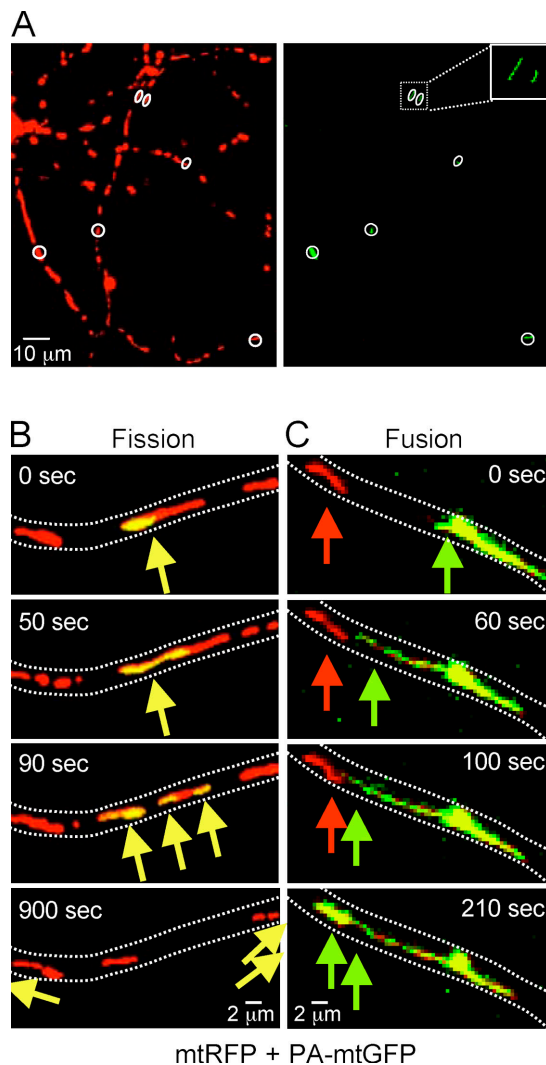 A
10 μm
B
Fission
C
Fusion
0 sec
0 sec
50 sec
60 sec
90 sec
100 sec
900 sec
210 sec
2 μm
2 μm
mtRFP + PA-mtGFP